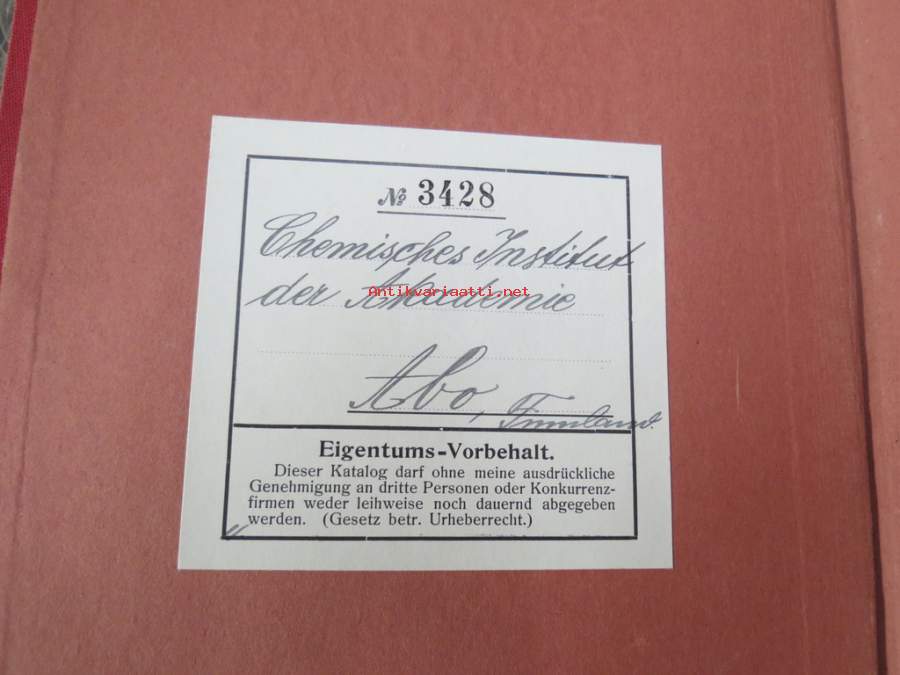 № 3428
Chemisches Institut
der Akademie
Antikvariaatti.net
Abo, Finnland.
Eigentums-Vorbehalt.
Dieser Katalog darf ohne meine ausdrückliche
Genehmigung an dritte Personen oder Konkurrenz-
firmen weder leihweise noch dauernd abgegeben
werden. (Gesetz betr. Urheberrecht.)